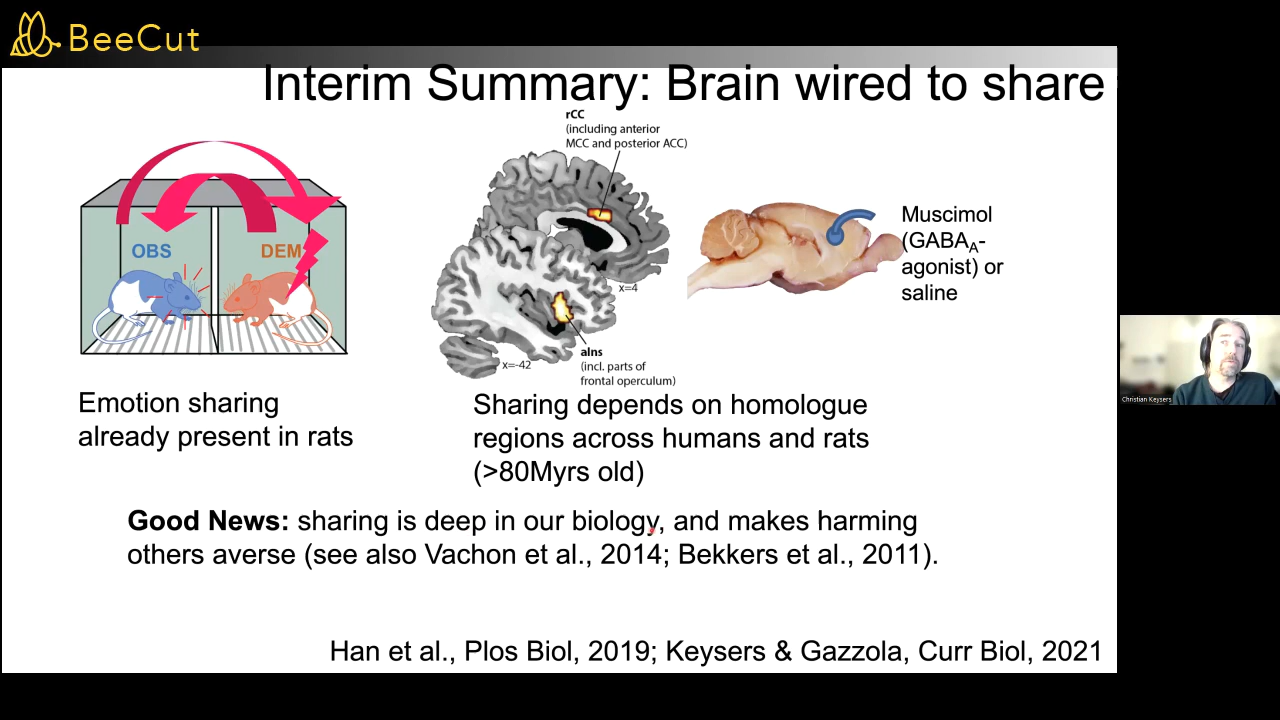 BeeCut
Interim Summary: Brain wired to share
rCC
(including anterior
MCC and posterior ACC)
OBS
DEM
x=4
x=-42
aIns
(incl. parts of
frontal operculum)
Muscimol
(GABAA-
agonist) or
saline
Christian Keysers
Emotion sharing
already present in rats
Sharing depends on homologue
regions across humans and rats
(>80Myrs old)
Good News: sharing is deep in our biology, and makes harming
others averse (see also Vachon et al., 2014; Bekkers et al., 2011).
Han et al., Plos Biol, 2019; Keysers & Gazzola, Curr Biol, 2021